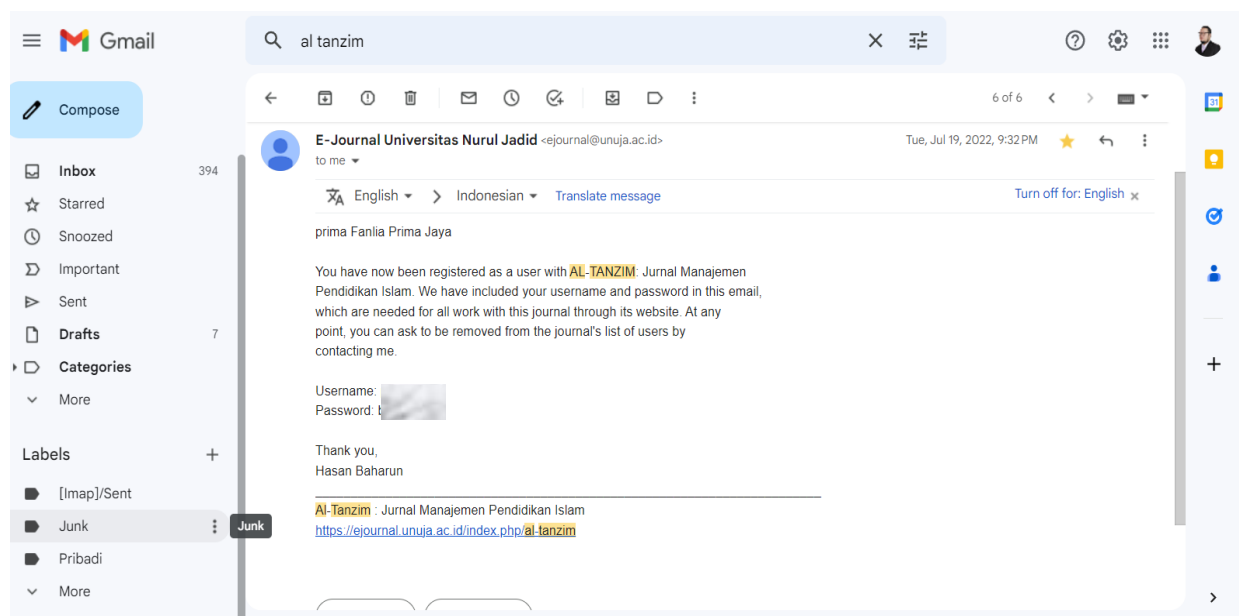 Gmail
al tanzim
Compose
6 of 6
31
Inbox 394
Starred
Snoozed
Important
Sent
Drafts 7
Categories
More
Labels
[Imap]/Sent
Junk
Junk
Pribadi
More
E-Journal Universitas Nurul Jadid <ejournal@unuja.ac.id>
Tue, Jul 19, 2022, 9:32 PM
to me
English Indonesian Translate message
Turn off for: English
prima Fanlia Prima Jaya
You have now been registered as a user with AL-TANZIM: Jurnal Manajemen
Pendidikan Islam. We have included your username and password in this email,
which are needed for all work with this journal through its website. At any
point, you can ask to be removed from the journal's list of users by
contacting me.
Username:
Password:
Thank you,
Hasan Baharun
Al-Tanzim : Jurnal Manajemen Pendidikan Islam
https://ejournal.unuja.ac.id/index.php/al-tanzim